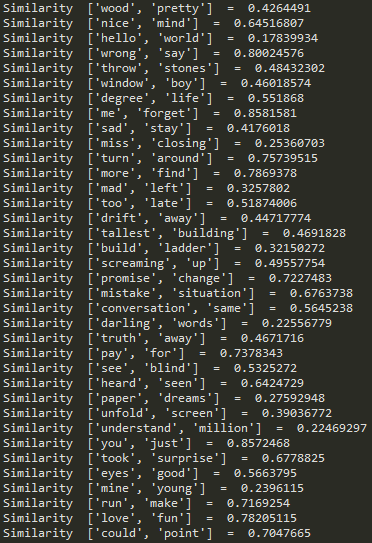 Similarity  ['wood', 'pretty']  =  0.4264491
Similarity  ['nice', 'mind']  =  0.64516807
Similarity  ['hello', 'world']  =  0.17839934
Similarity  ['wrong', 'say']  =  0.80024576
Similarity  ['throw', 'stones']  =  0.48432302
Similarity  ['window', 'boy']  =  0.46018574
Similarity  ['degree', 'life']  =  0.551868
Similarity  ['me', 'forget']  =  0.8581581
Similarity  ['sad', 'stay']  =  0.4176018
Similarity  ['miss', 'closing']  =  0.25360703
Similarity  ['turn', 'around']  =  0.75739515
Similarity  ['more', 'find']  =  0.7869378
Similarity  ['mad', 'left']  =  0.3257802
Similarity  ['too', 'late']  =  0.51874006
Similarity  ['drift', 'away']  =  0.44717774
Similarity  ['tallest', 'building']  =  0.4691828
Similarity  ['build', 'ladder']  =  0.32150272
Similarity  ['screaming', 'up']  =  0.49557754
Similarity  ['promise', 'change']  =  0.7227483
Similarity  ['mistake', 'situation']  =  0.6763738
Similarity  ['conversation', 'same']  =  0.5645238
Similarity  ['darling', 'words']  =  0.22556779
Similarity  ['truth', 'away']  =  0.4671716
Similarity  ['pay', 'for']  =  0.7378343
Similarity  ['see', 'blind']  =  0.5325272
Similarity  ['heard', 'seen']  =  0.6424729
Similarity  ['paper', 'dreams']  =  0.27592948
Similarity  ['unfold', 'screen']  =  0.39036772
Similarity  ['understand', 'million']  =  0.22469297
Similarity  ['you', 'just']  =  0.8572468
Similarity  ['took', 'surprise']  =  0.6778825
Similarity  ['eyes', 'good']  =  0.5663795
Similarity  ['mine', 'young']  =  0.2396115
Similarity  ['run', 'make']  =  0.7169254
Similarity  ['love', 'fun']  =  0.78205115
Similarity  ['could', 'point']  =  0.7047665